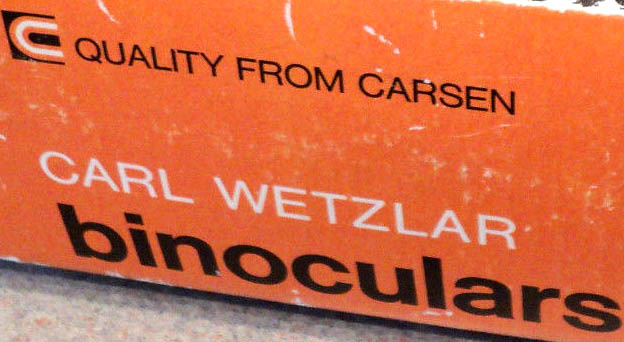 QUALITY FROM CARSEN
CARL WETZLAR
binoculars